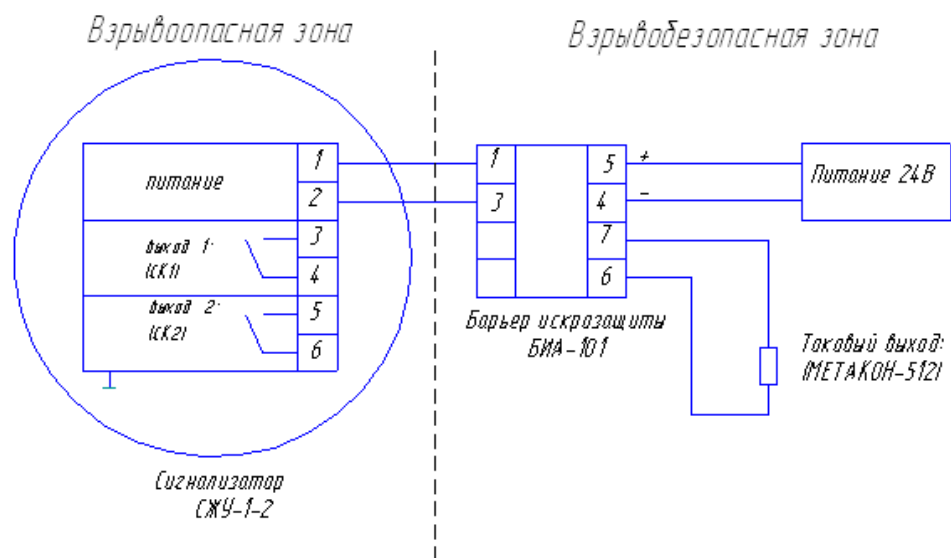 Взрывоопасная зона
Взрывобезопасная зона
питание
1
2
выход 1:
(СК1)
3
4
выход 2:
(СК2)
5
6
1
3
5
4
7
6
+
-
Питание 24В
Барьер искрозащиты
БИА-101
Токовый выход:
(МЕТАКОН-512)
Сигнализатор
СЖУ-1-2